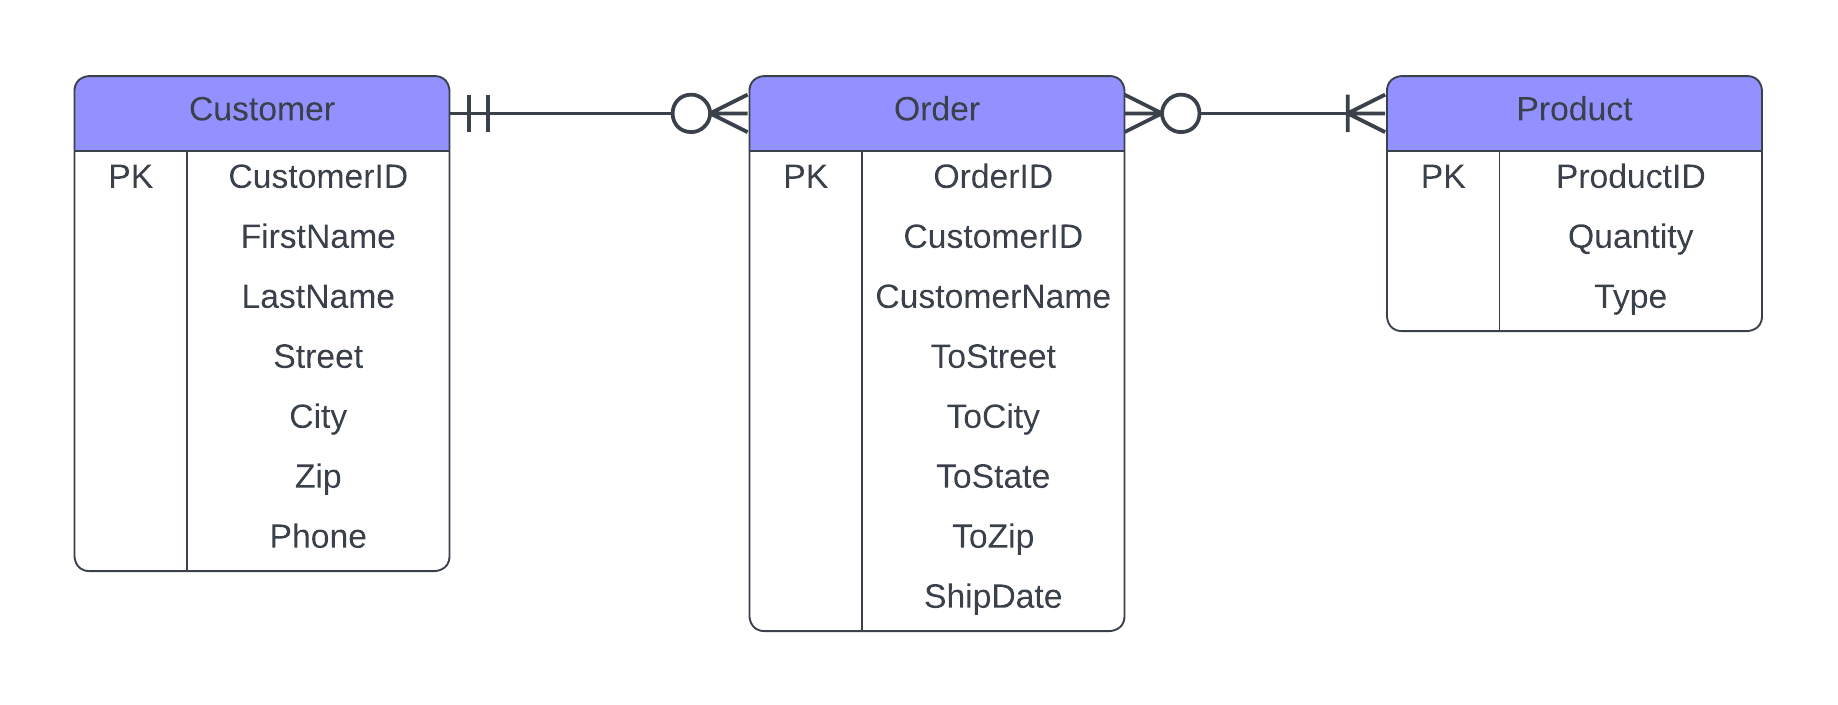 Customer
PK CustomerID
FirstName
LastName
Street
City
Zip
Phone
Order
PK OrderID
CustomerID
CustomerName
ToStreet
ToCity
ToState
ToZip
ShipDate
Product
PK ProductID
Quantity
Type